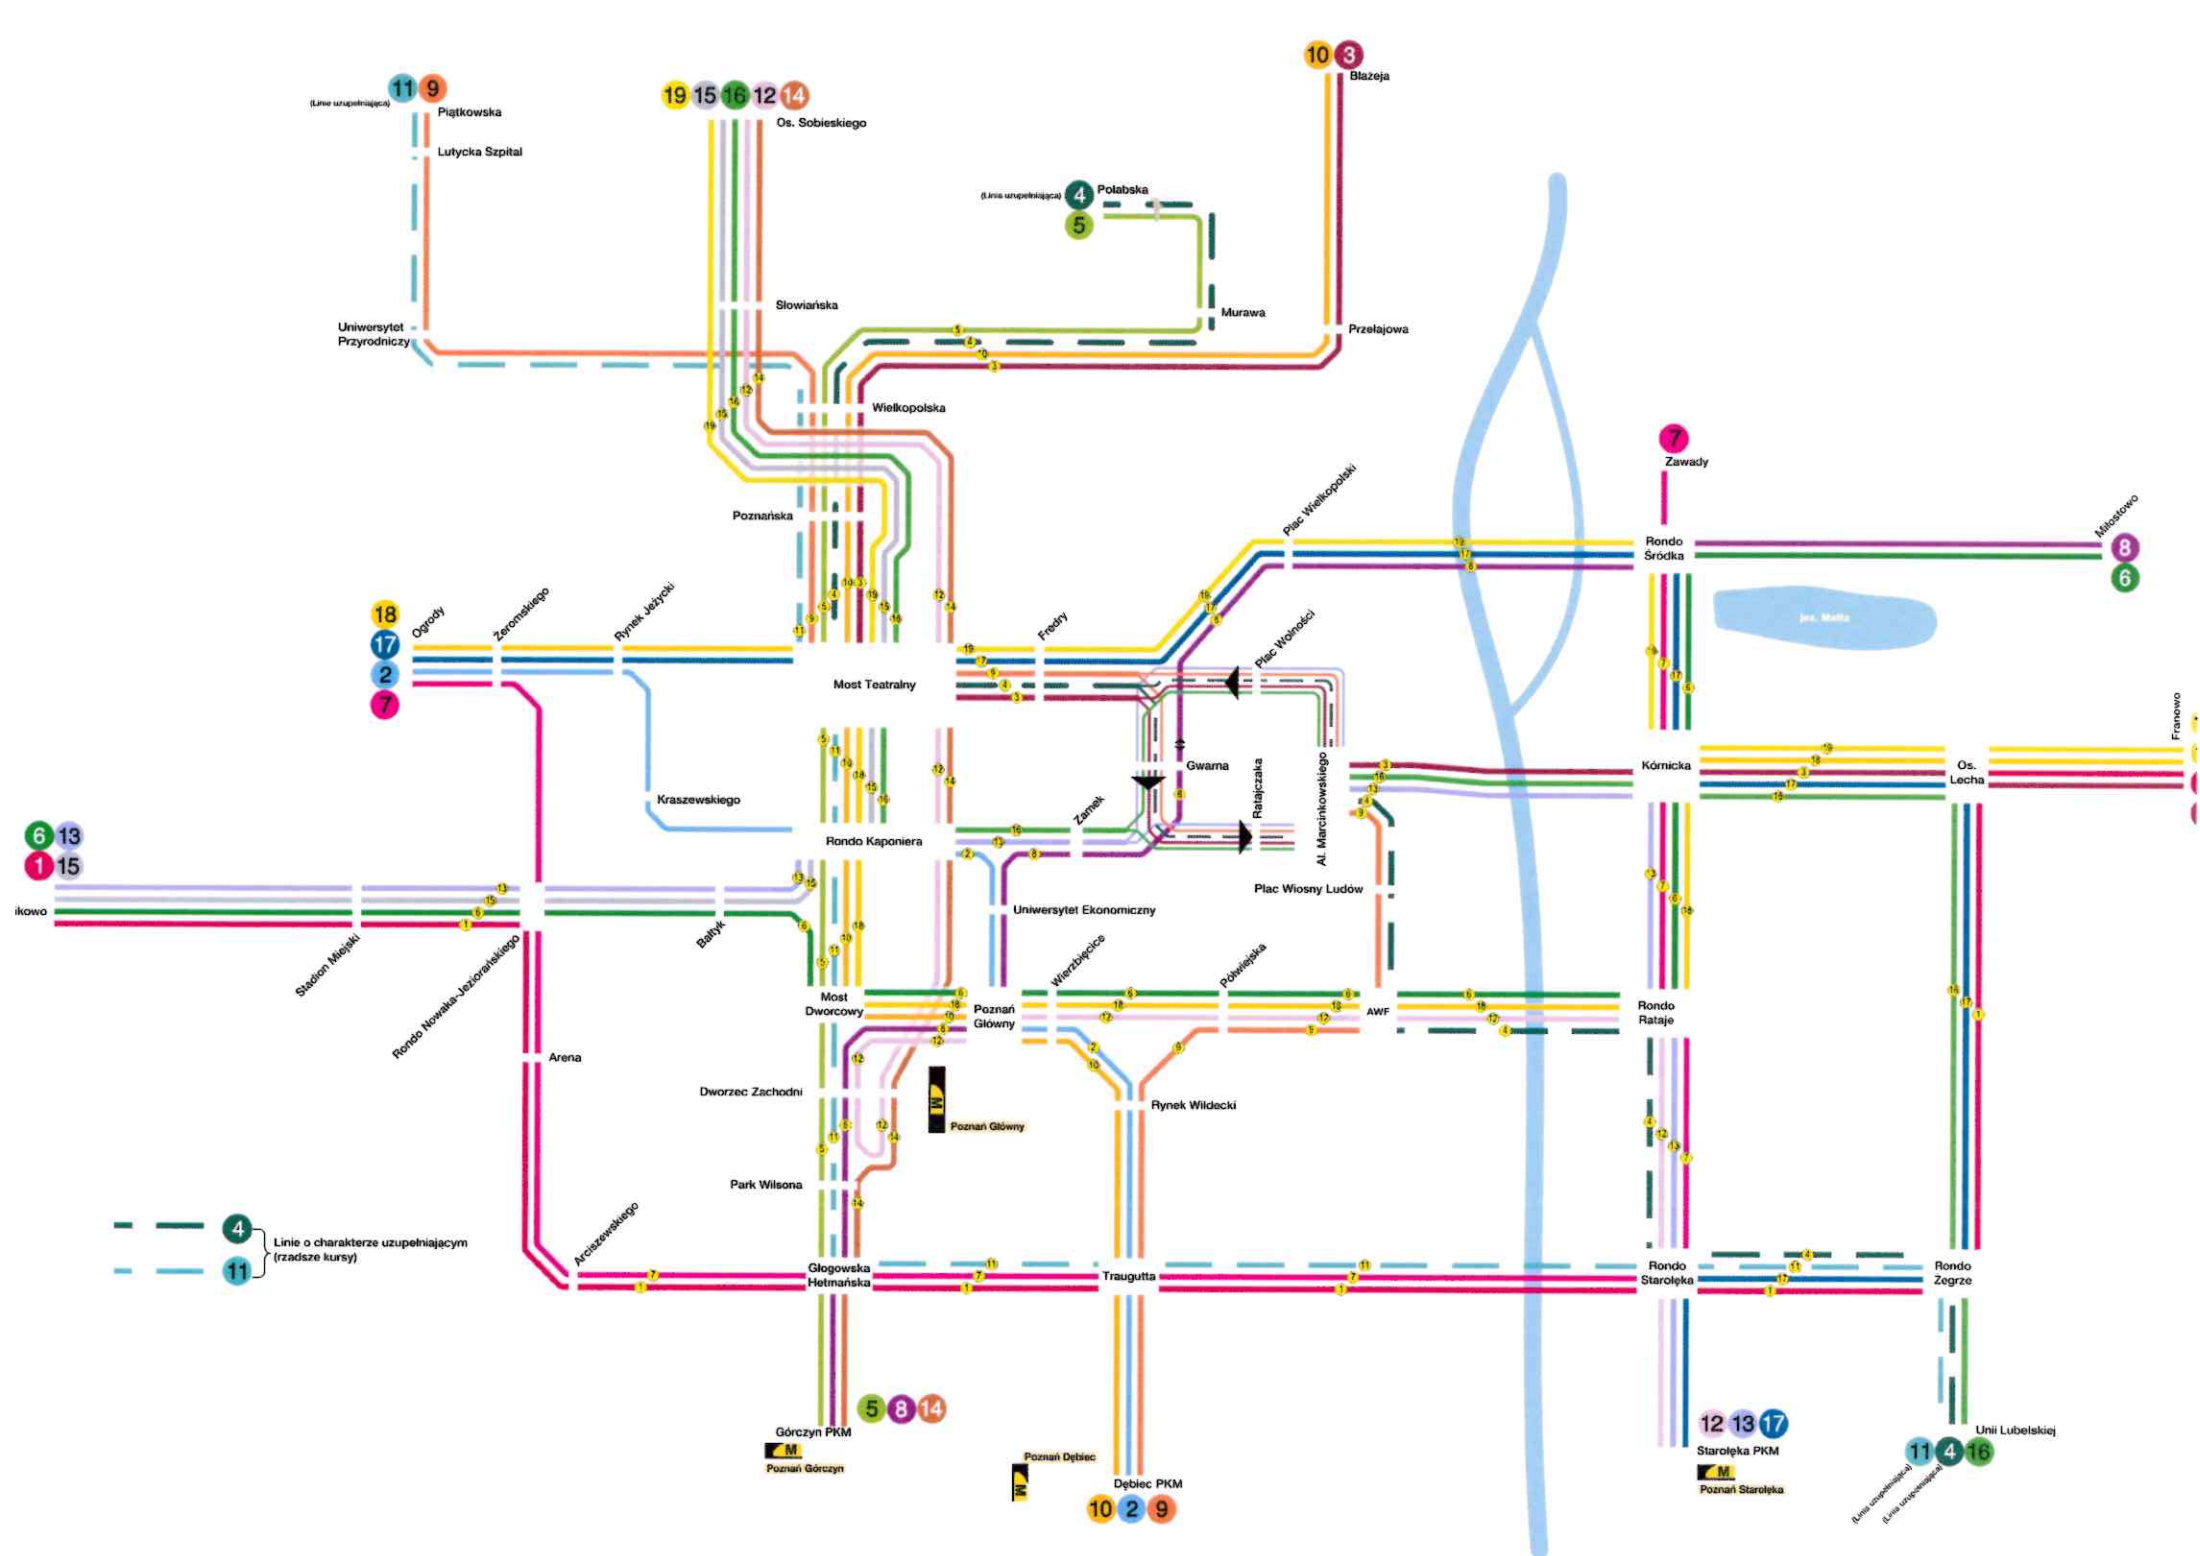 10 3
Błażeja
11 9
(Linie uzupełniająca)
Piątkowska
19 15 16 12 14
Os. Sobieskiego
Lutycka Szpital
4
(Linia uzupełniająca)
Połabska
5
Słowiańska
Murawa
Uniwersytet
Przyrodniczy
Przełajowa
Wielkopolska
7
Zawady
Poznańska
Plac Wielkopolski
Rondo
Śródka
Miłostowo
8
6
18
17
2
7
Ogrody
Żeromskiego
Rynek Jeżycki
Fredry
Plac Wolności
jez. Malta
Most Teatralny
Franowo
Gwarna
Ratajczaka
Al. Marcinkowskiego
Kórnicka
Os.
Lecha
Kraszewskiego
Zamek
6 13
1 15
Rondo Kaponiera
ikowo
Plac Wiosny Ludów
Uniwersytet Ekonomiczny
Stadion Miejski
Rondo Nowaka-Jeziorańskiego
Bałtyk
Wierzbięcice
Półwiejska
Most
Dworcowy
Poznań
Główny
AWF
Rondo
Rataje
Arena
Dworzec Zachodni
Rynek Wildecki
M
Poznań Główny
Park Wilsona
4
11
Linie o charakterze uzupełniającym
(rzadsze kursy)
Arciszewskiego
Głogowska
Hetmańska
Traugutta
Rondo
Starołęka
Rondo
Żegrze
5 8 14
Górczyn PKM
M
Poznań Górczyn
Poznań Dębiec
M
Dębiec PKM
10 2 9
12 13 17
Starołęka PKM
M
Poznań Starołęka
Unii Lubelskiej
11 4 16
(Linia uzupełniająca)
(Linia uzupełniająca)